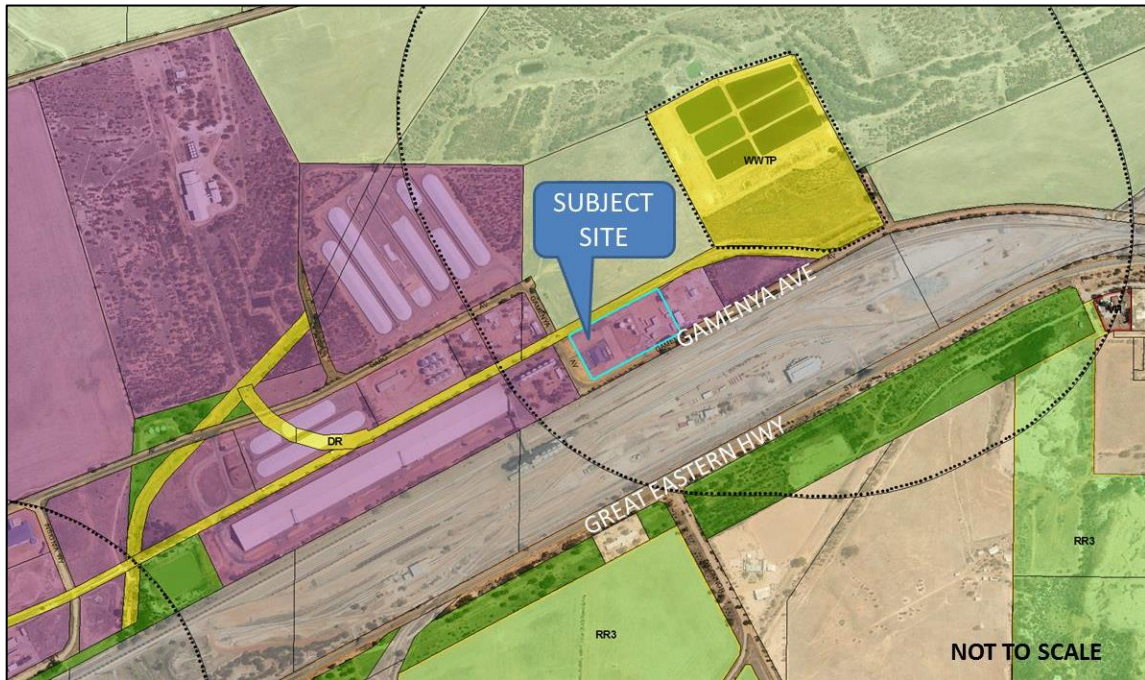 WWTP
SUBJECT
SITE
GAMENYA AVE
DR
GREAT EASTERN HWY
RR3
RR3
NOT TO SCALE